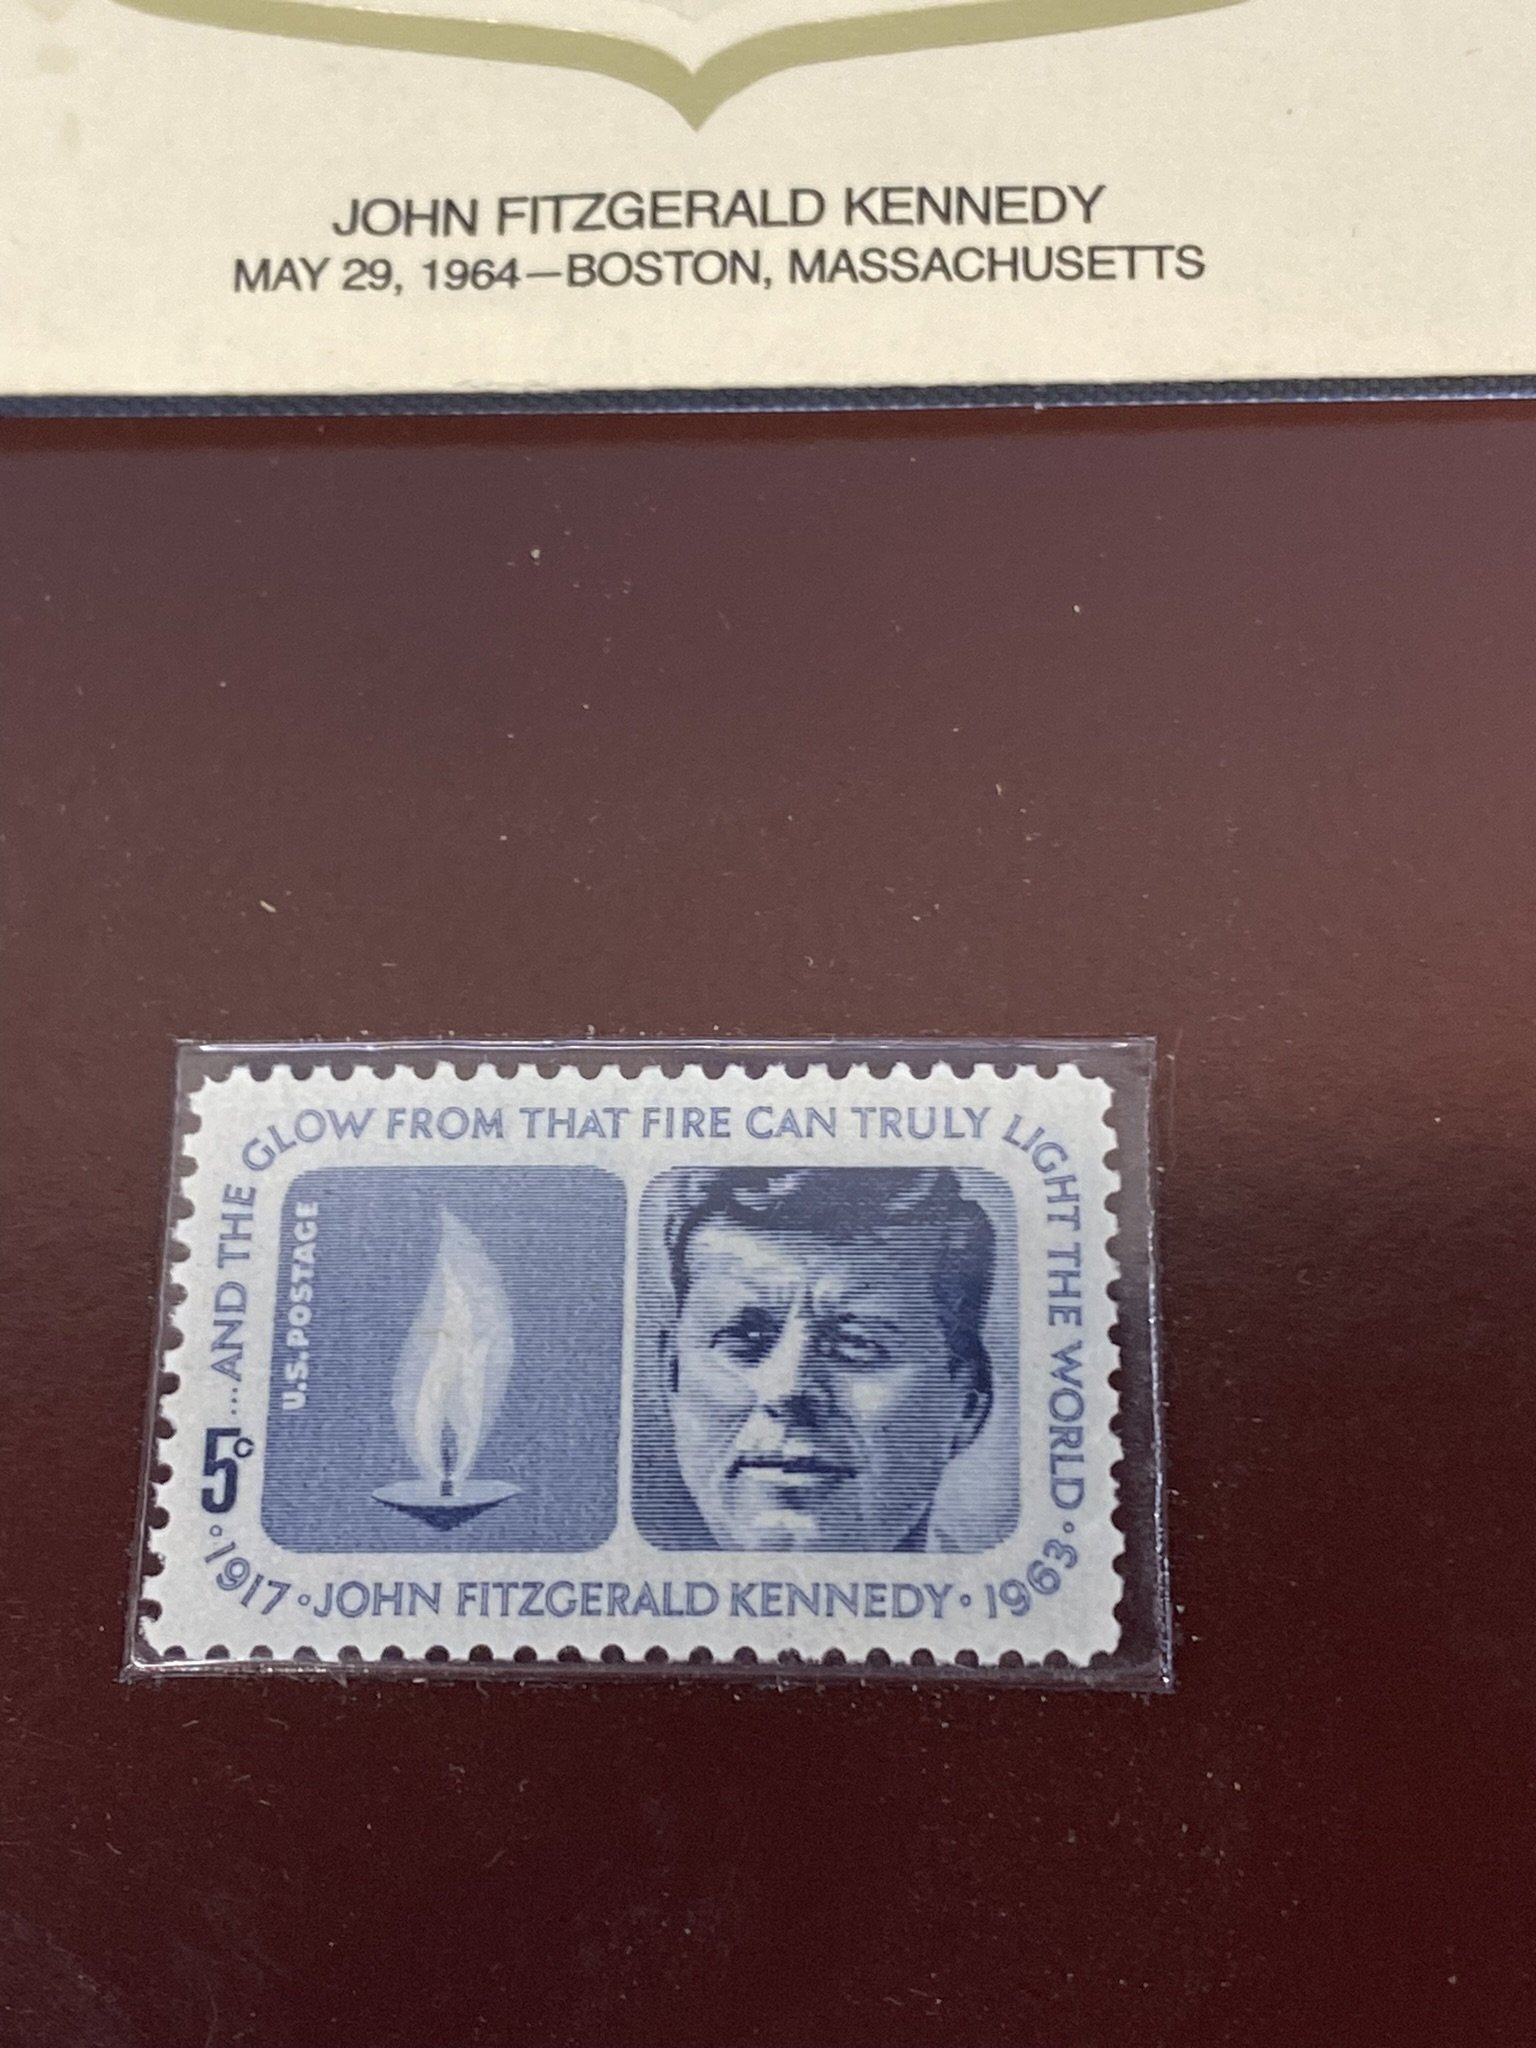 JOHN FITZGERALD KENNEDY
MAY 29, 1964—BOSTON, MASSACHUSETTS
....AND THE GLOW FROM THAT FIRE CAN TRULY LIGHT THE WORLD
U.S. POSTAGE
5c
1917 • JOHN FITZGERALD KENNEDY • 1963